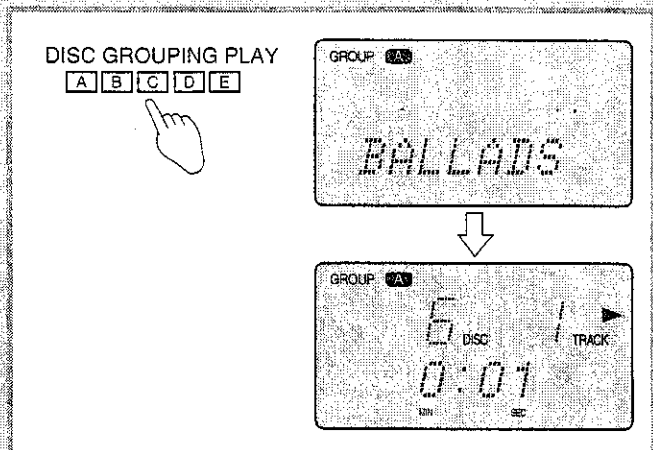 DISC GROUPING PLAY
A B C D E
GROUP A
BALLADS
GROUP A
6 DISC 1 TRACK
0:01
MIN SEC